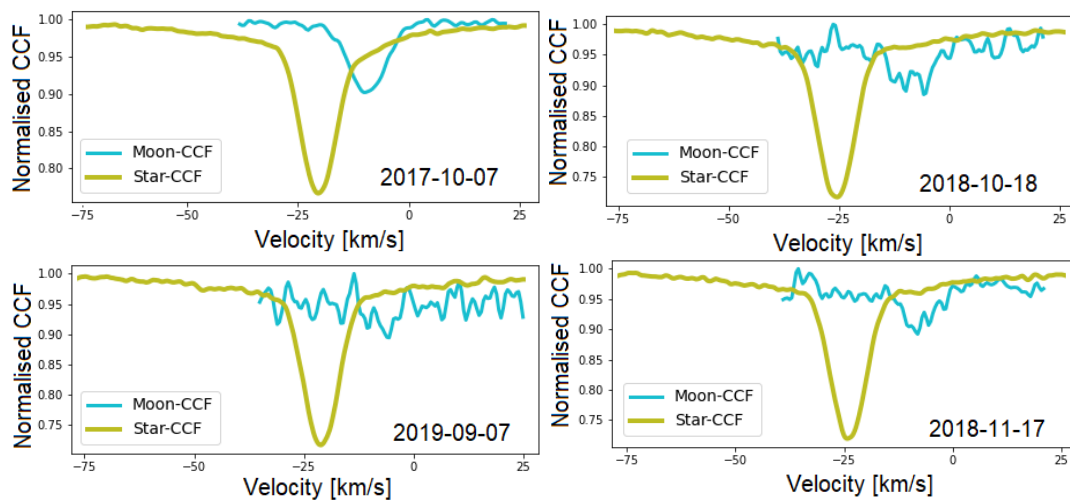 Normalised CCF
1.00
0.95
0.90
0.85
0.80
Moon-CCF
Star-CCF
2017-10-07
−75
−50
−25
0
25
Velocity [km/s]
Normalised CCF
1.00
0.95
0.90
0.85
0.80
0.75
Moon-CCF
Star-CCF
2018-10-18
−75
−50
−25
0
25
Velocity [km/s]
Normalised CCF
1.00
0.95
0.90
0.85
0.80
0.75
Moon-CCF
Star-CCF
2019-09-07
−75
−50
−25
0
25
Velocity [km/s]
Normalised CCF
1.00
0.95
0.90
0.85
0.80
0.75
Moon-CCF
Star-CCF
2018-11-17
−75
−50
−25
0
25
Velocity [km/s]